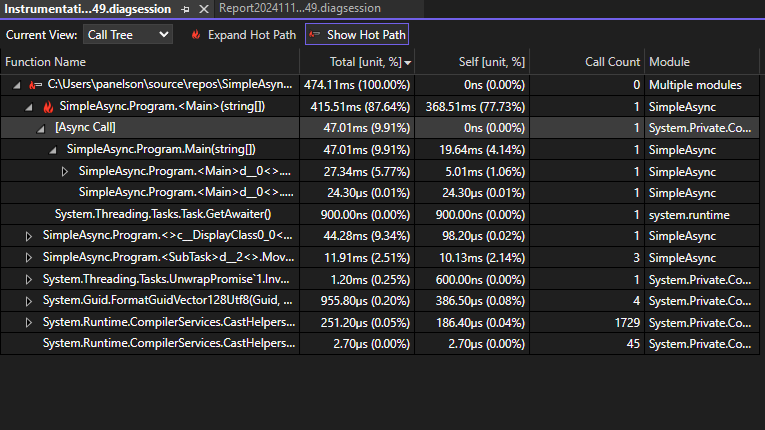 Instrumentati...49.diagsession Report2024111...49.diagsession
Current View: Call Tree Expand Hot Path Show Hot Path
Function Name Total [unit, %] Self [unit, %] Call Count Module
C:\Users\panelson\source\repos\SimpleAsyn... 474.11ms (100.00%) 0ns (0.00%) 0 Multiple modules
SimpleAsync.Program.<Main>(string[]) 415.51ms (87.64%) 368.51ms (77.73%) 1 SimpleAsync
[Async Call] 47.01ms (9.91%) 0ns (0.00%) 1 System.Private.Co...
SimpleAsync.Program.Main(string[]) 47.01ms (9.91%) 19.64ms (4.14%) 1 SimpleAsync
SimpleAsync.Program.<Main>d__0<>.... 27.34ms (5.77%) 5.01ms (1.06%) 1 SimpleAsync
SimpleAsync.Program.<Main>d__0<>.... 24.30µs (0.01%) 24.30µs (0.01%) 1 SimpleAsync
System.Threading.Tasks.Task.GetAwaiter() 900.00ns (0.00%) 900.00ns (0.00%) 1 system.runtime
SimpleAsync.Program.<>c__DisplayClass0_0<... 44.28ms (9.34%) 98.20µs (0.02%) 1 SimpleAsync
SimpleAsync.Program.<SubTask>d__2<>.Mov... 11.91ms (2.51%) 10.13ms (2.14%) 3 SimpleAsync
System.Threading.Tasks.UnwrapPromise`1.Inv... 1.20ms (0.25%) 600.00ns (0.00%) 1 System.Private.Co...
System.Guid.FormatGuidVector128Utf8(Guid, ... 955.80µs (0.20%) 386.50µs (0.08%) 4 System.Private.Co...
System.Runtime.CompilerServices.CastHelpers... 251.20µs (0.05%) 186.40µs (0.04%) 1729 System.Private.Co...
System.Runtime.CompilerServices.CastHelpers... 2.70µs (0.00%) 2.70µs (0.00%) 45 System.Private.Co...